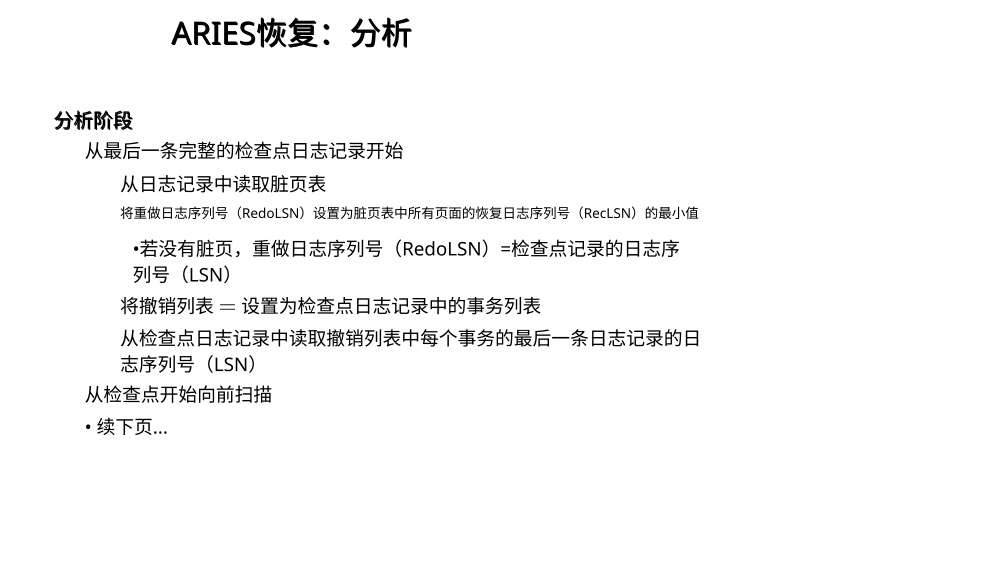 ARIES恢复：分析
分析阶段
从最后一条完整的检查点日志记录开始
从日志记录中读取脏页表
将重做日志序列号（RedoLSN）设置为脏页表中所有页面的恢复日志序列号（RecLSN）的最小值
•若没有脏页，重做日志序列号（RedoLSN）=检查点记录的日志序
列号（LSN）
将撤销列表 = 设置为检查点日志记录中的事务列表
从检查点日志记录中读取撤销列表中每个事务的最后一条日志记录的日
志序列号（LSN）
从检查点开始向前扫描
• 续下页...